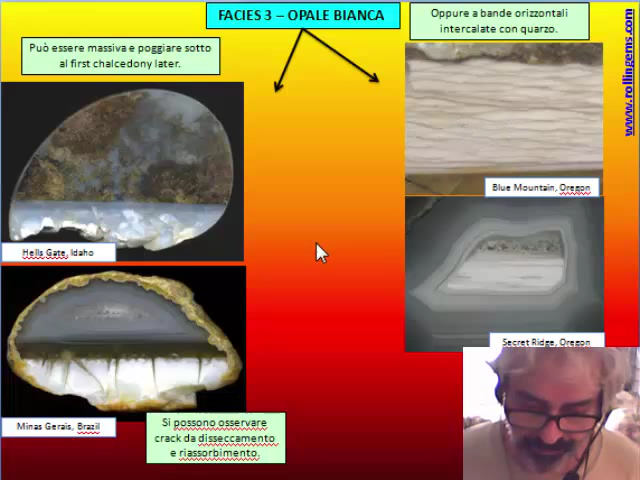 FACIES 3 – OPALE BIANCA
Oppure a bande orizzontali
intercalate con quarzo.
Può essere massiva e poggiare sotto
al first chalcedony later.
www.rollingems.com
Blue Mountain, Oregon
Hells Gate, Idaho
Secret Ridge, Oregon
Minas Gerais, Brazil
Si possono osservare
crack da disseccamento
e riassorbimento.